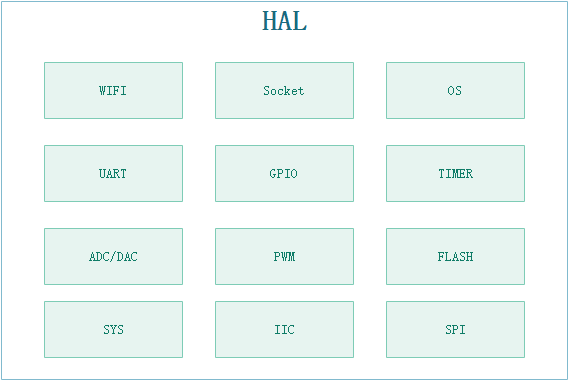 HAL
WIFI
Socket
OS
UART
GPIO
TIMER
ADC/DAC
PWM
FLASH
SYS
IIC
SPI